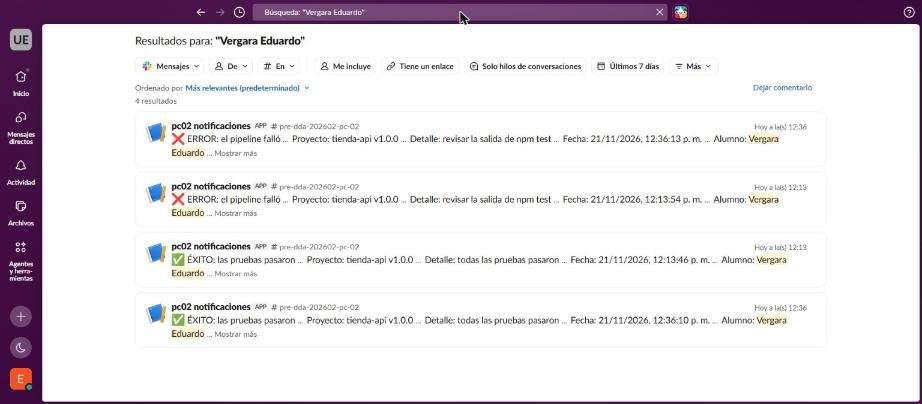 Búsqueda: "Vergara Eduardo"
UE
Inicio
Mensajes
directos
Actividad
Archivos
Agentes
y herra-
mientas
E
Resultados para: "Vergara Eduardo"
Mensajes
De
# En
Me incluye
Tiene un enlace
Solo hilos de conversaciones
Últimos 7 días
Más
Ordenado por Más relevantes (predeterminado)
Dejar comentario
4 resultados
pc02 notificaciones APP # pre-dda-202602-pc-02
Hoy a la(s) 12:36
❌ ERROR: el pipeline falló ... Proyecto: tienda-api v1.0.0 ... Detalle: revisar la salida de npm test ... Fecha: 21/11/2026, 12:36:13 p. m. ... Alumno: Vergara
Eduardo ... Mostrar más
pc02 notificaciones APP # pre-dda-202602-pc-02
Hoy a la(s) 12:13
❌ ERROR: el pipeline falló ... Proyecto: tienda-api v1.0.0 ... Detalle: revisar la salida de npm test ... Fecha: 21/11/2026, 12:13:54 p. m. ... Alumno: Vergara
Eduardo ... Mostrar más
pc02 notificaciones APP # pre-dda-202602-pc-02
Hoy a la(s) 12:13
✅ ÉXITO: las pruebas pasaron ... Proyecto: tienda-api v1.0.0 ... Detalle: todas las pruebas pasaron ... Fecha: 21/11/2026, 12:13:46 p. m. ... Alumno: Vergara
Eduardo ... Mostrar más
pc02 notificaciones APP # pre-dda-202602-pc-02
Hoy a la(s) 12:36
✅ ÉXITO: las pruebas pasaron ... Proyecto: tienda-api v1.0.0 ... Detalle: todas las pruebas pasaron ... Fecha: 21/11/2026, 12:36:10 p. m. ... Alumno: Vergara
Eduardo ... Mostrar más